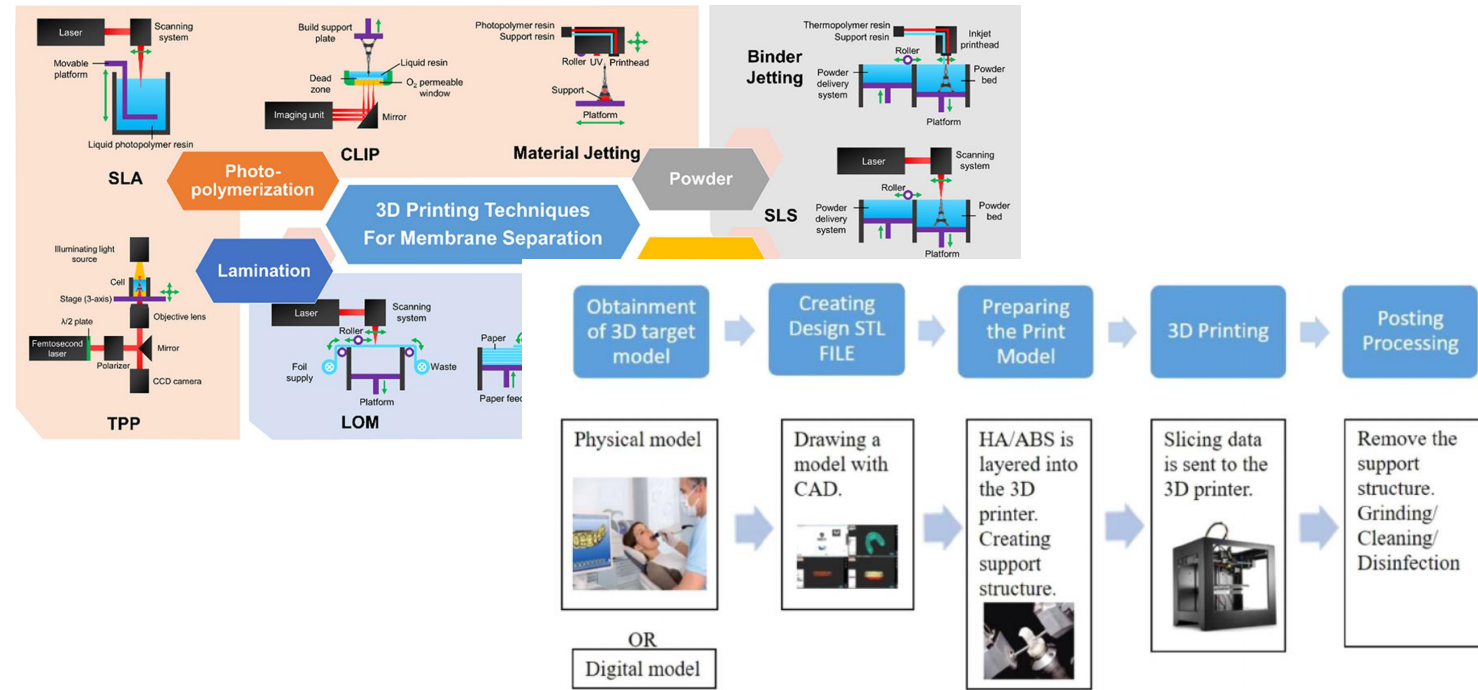 Laser
Scanning
system
Movable
platform
Liquid photopolymer resin
SLA
Build support
plate
Liquid resin
Dead
zone
O₂ permeable
window
Imaging unit
Mirror
CLIP
Photopolymer resin
Support resin
Roller UV Printhead
Support
Platform
Material Jetting
Binder
Jetting
Thermopolymer resin
Support resin
Inkjet
printhead
Roller
Powder
delivery
system
Powder
bed
Platform
Photo-
polymerization
Powder
3D Printing Techniques
For Membrane Separation
Lamination
Laser
Scanning
system
Roller
SLS
Powder
delivery
system
Powder
bed
Platform
Illuminating light
source
Cell
Stage (3-axis)
Objective lens
λ/2 plate
Femtosecond
laser
Mirror
Polarizer
CCD camera
TPP
Laser
Scanning
system
Roller
Foil
supply
Waste
Platform
LOM
Paper
Paper feed
Obtainment
of 3D target
model
Creating
Design STL
FILE
Preparing
the Print
Model
3D Printing
Posting
Processing
Physical model
OR
Digital model
Drawing a
model with
CAD.
HA/ABS is
layered into
the 3D
printer.
Creating
support
structure.
Slicing data
is sent to the
3D printer.
Remove the
support
structure.
Grinding/
Cleaning/
Disinfection